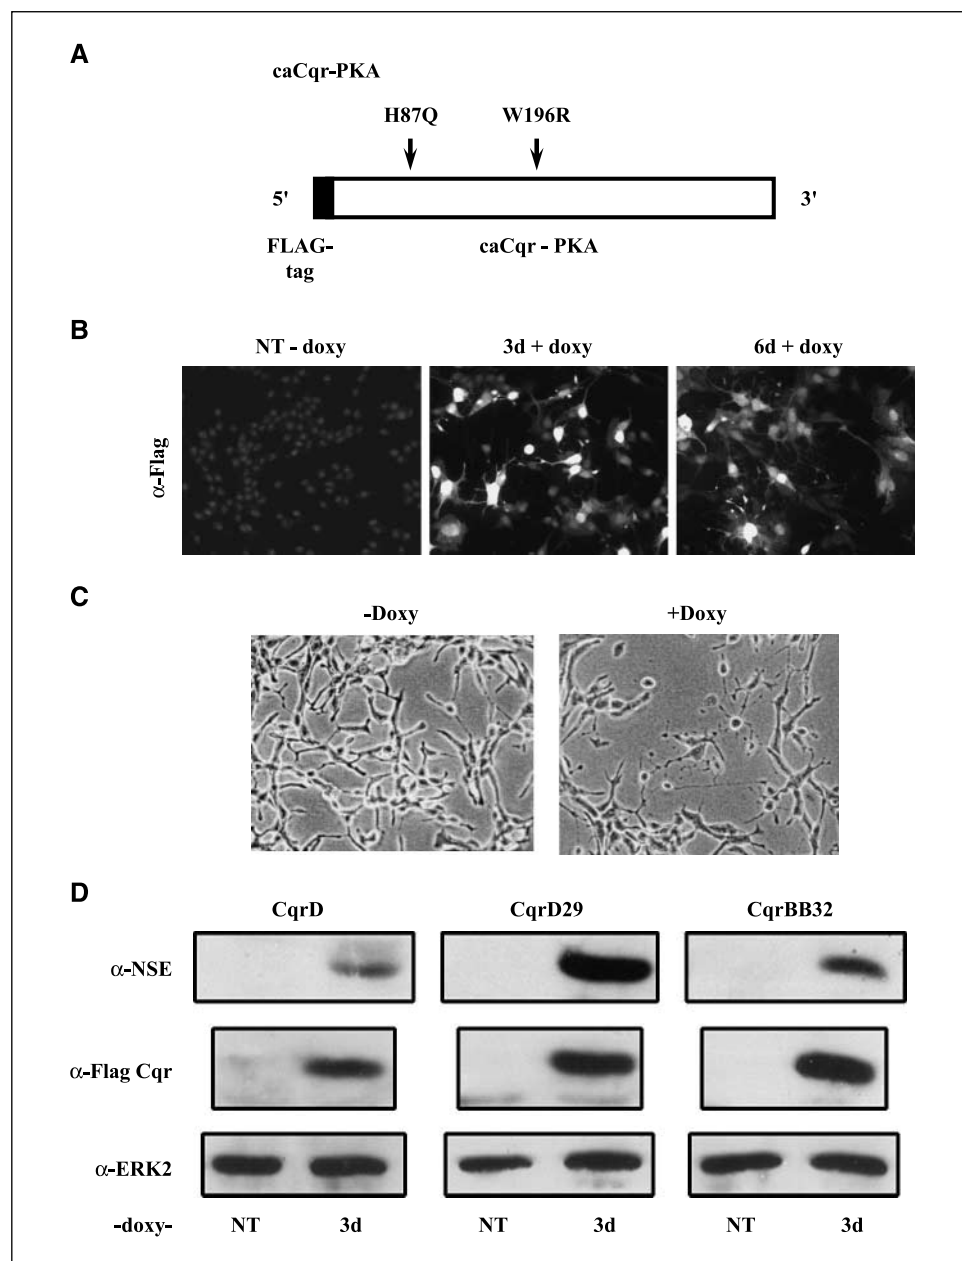 A
caCqr-PKA
H87Q W196R
5' 3'
FLAG-
tag
caCqr - PKA
B
NT - doxy 3d + doxy 6d + doxy
α-Flag
C
-Doxy +Doxy
D
CqrD CqrD29 CqrBB32
α-NSE
α-Flag Cqr
α-ERK2
-doxy- NT 3d NT 3d NT 3d